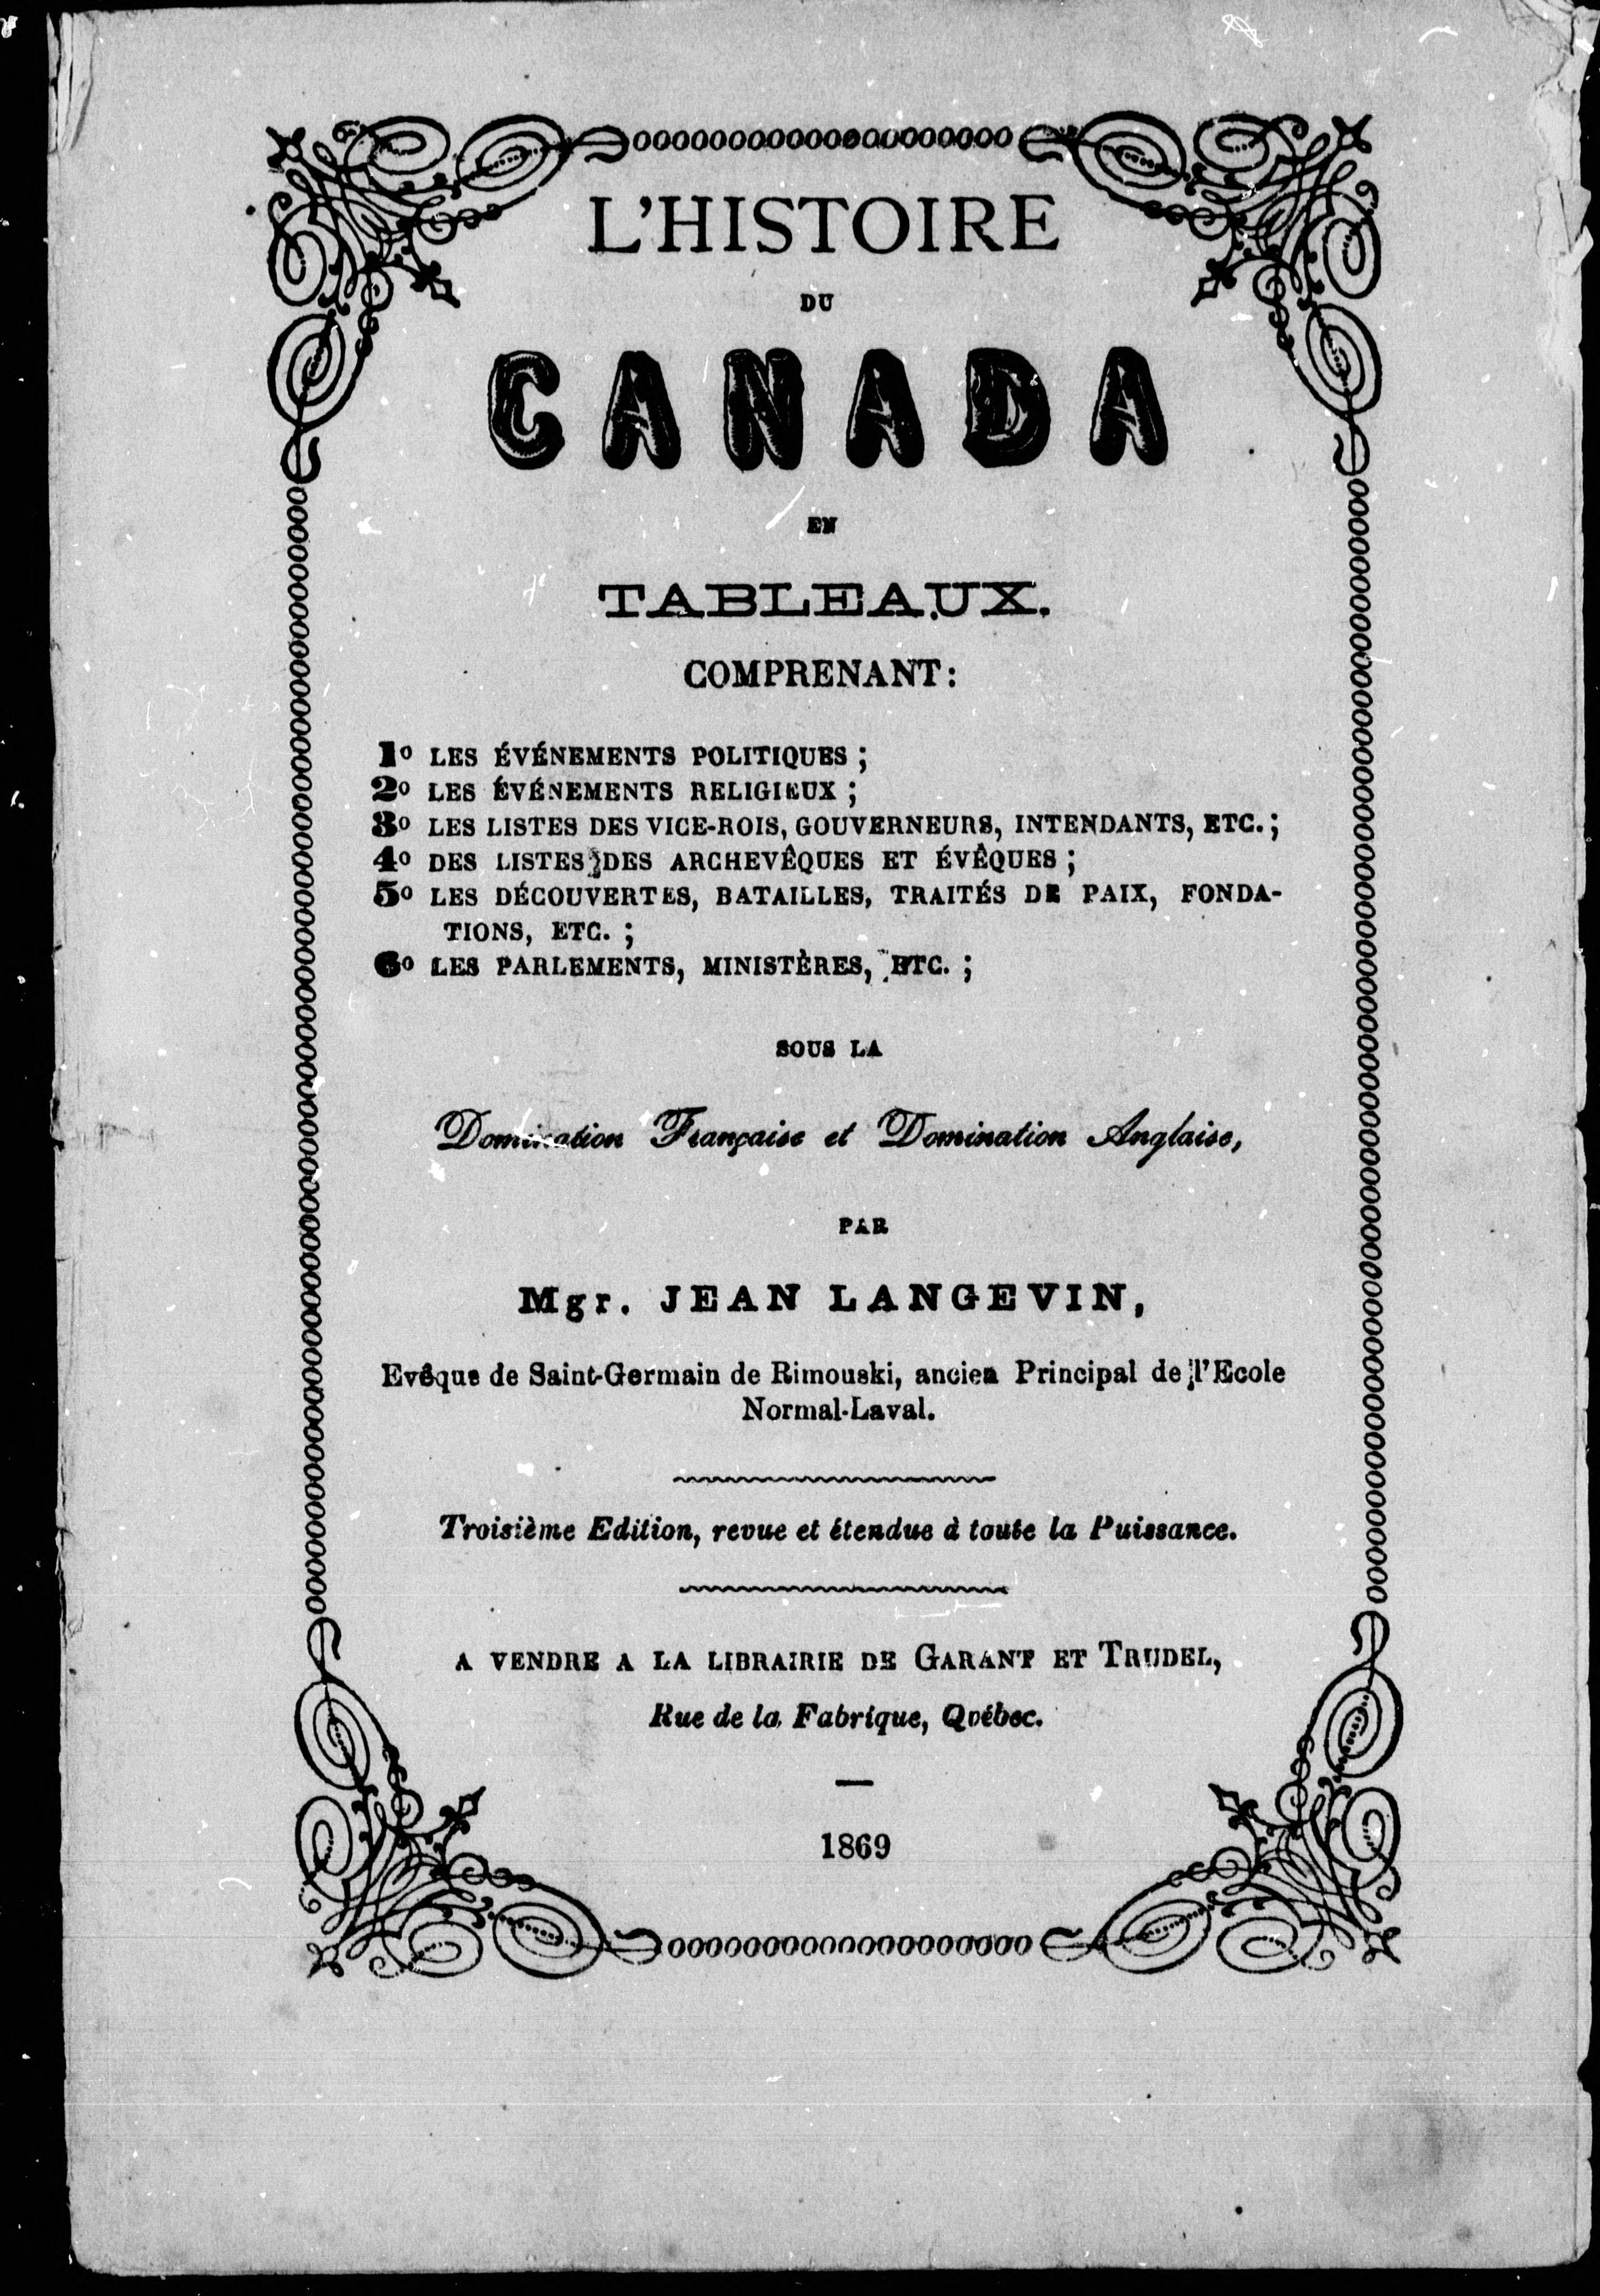 L'HISTOIRE
DU
CANADA
EN
TABLEAUX.
COMPRENANT:
1º LES ÉVÉNEMENTS POLITIQUES ;
2º LES ÉVÉNEMENTS RELIGIEUX ;
3º LES LISTES DES VICE-ROIS, GOUVERNEURS, INTENDANTS, ETC. ;
4º DES LISTES DES ARCHEVÊQUES ET ÉVÊQUES ;
5º LES DÉCOUVERTES, BATAILLES, TRAITÉS DE PAIX, FONDA-
TIONS, ETC. ;
6º LES PARLEMENTS, MINISTÈRES, ETC. ;
SOUS LA
Domination Française et Domination Anglaise,
PAR
Mgr. JEAN LANGEVIN,
Evêque de Saint-Germain de Rimouski, ancien Principal de l'Ecole
Normal-Laval.
Troisième Edition, revue et étendue à toute la Puissance.
A VENDRE A LA LIBRAIRIE DE GARANT ET TRUDEL,
Rue de la Fabrique, Québec.
1869